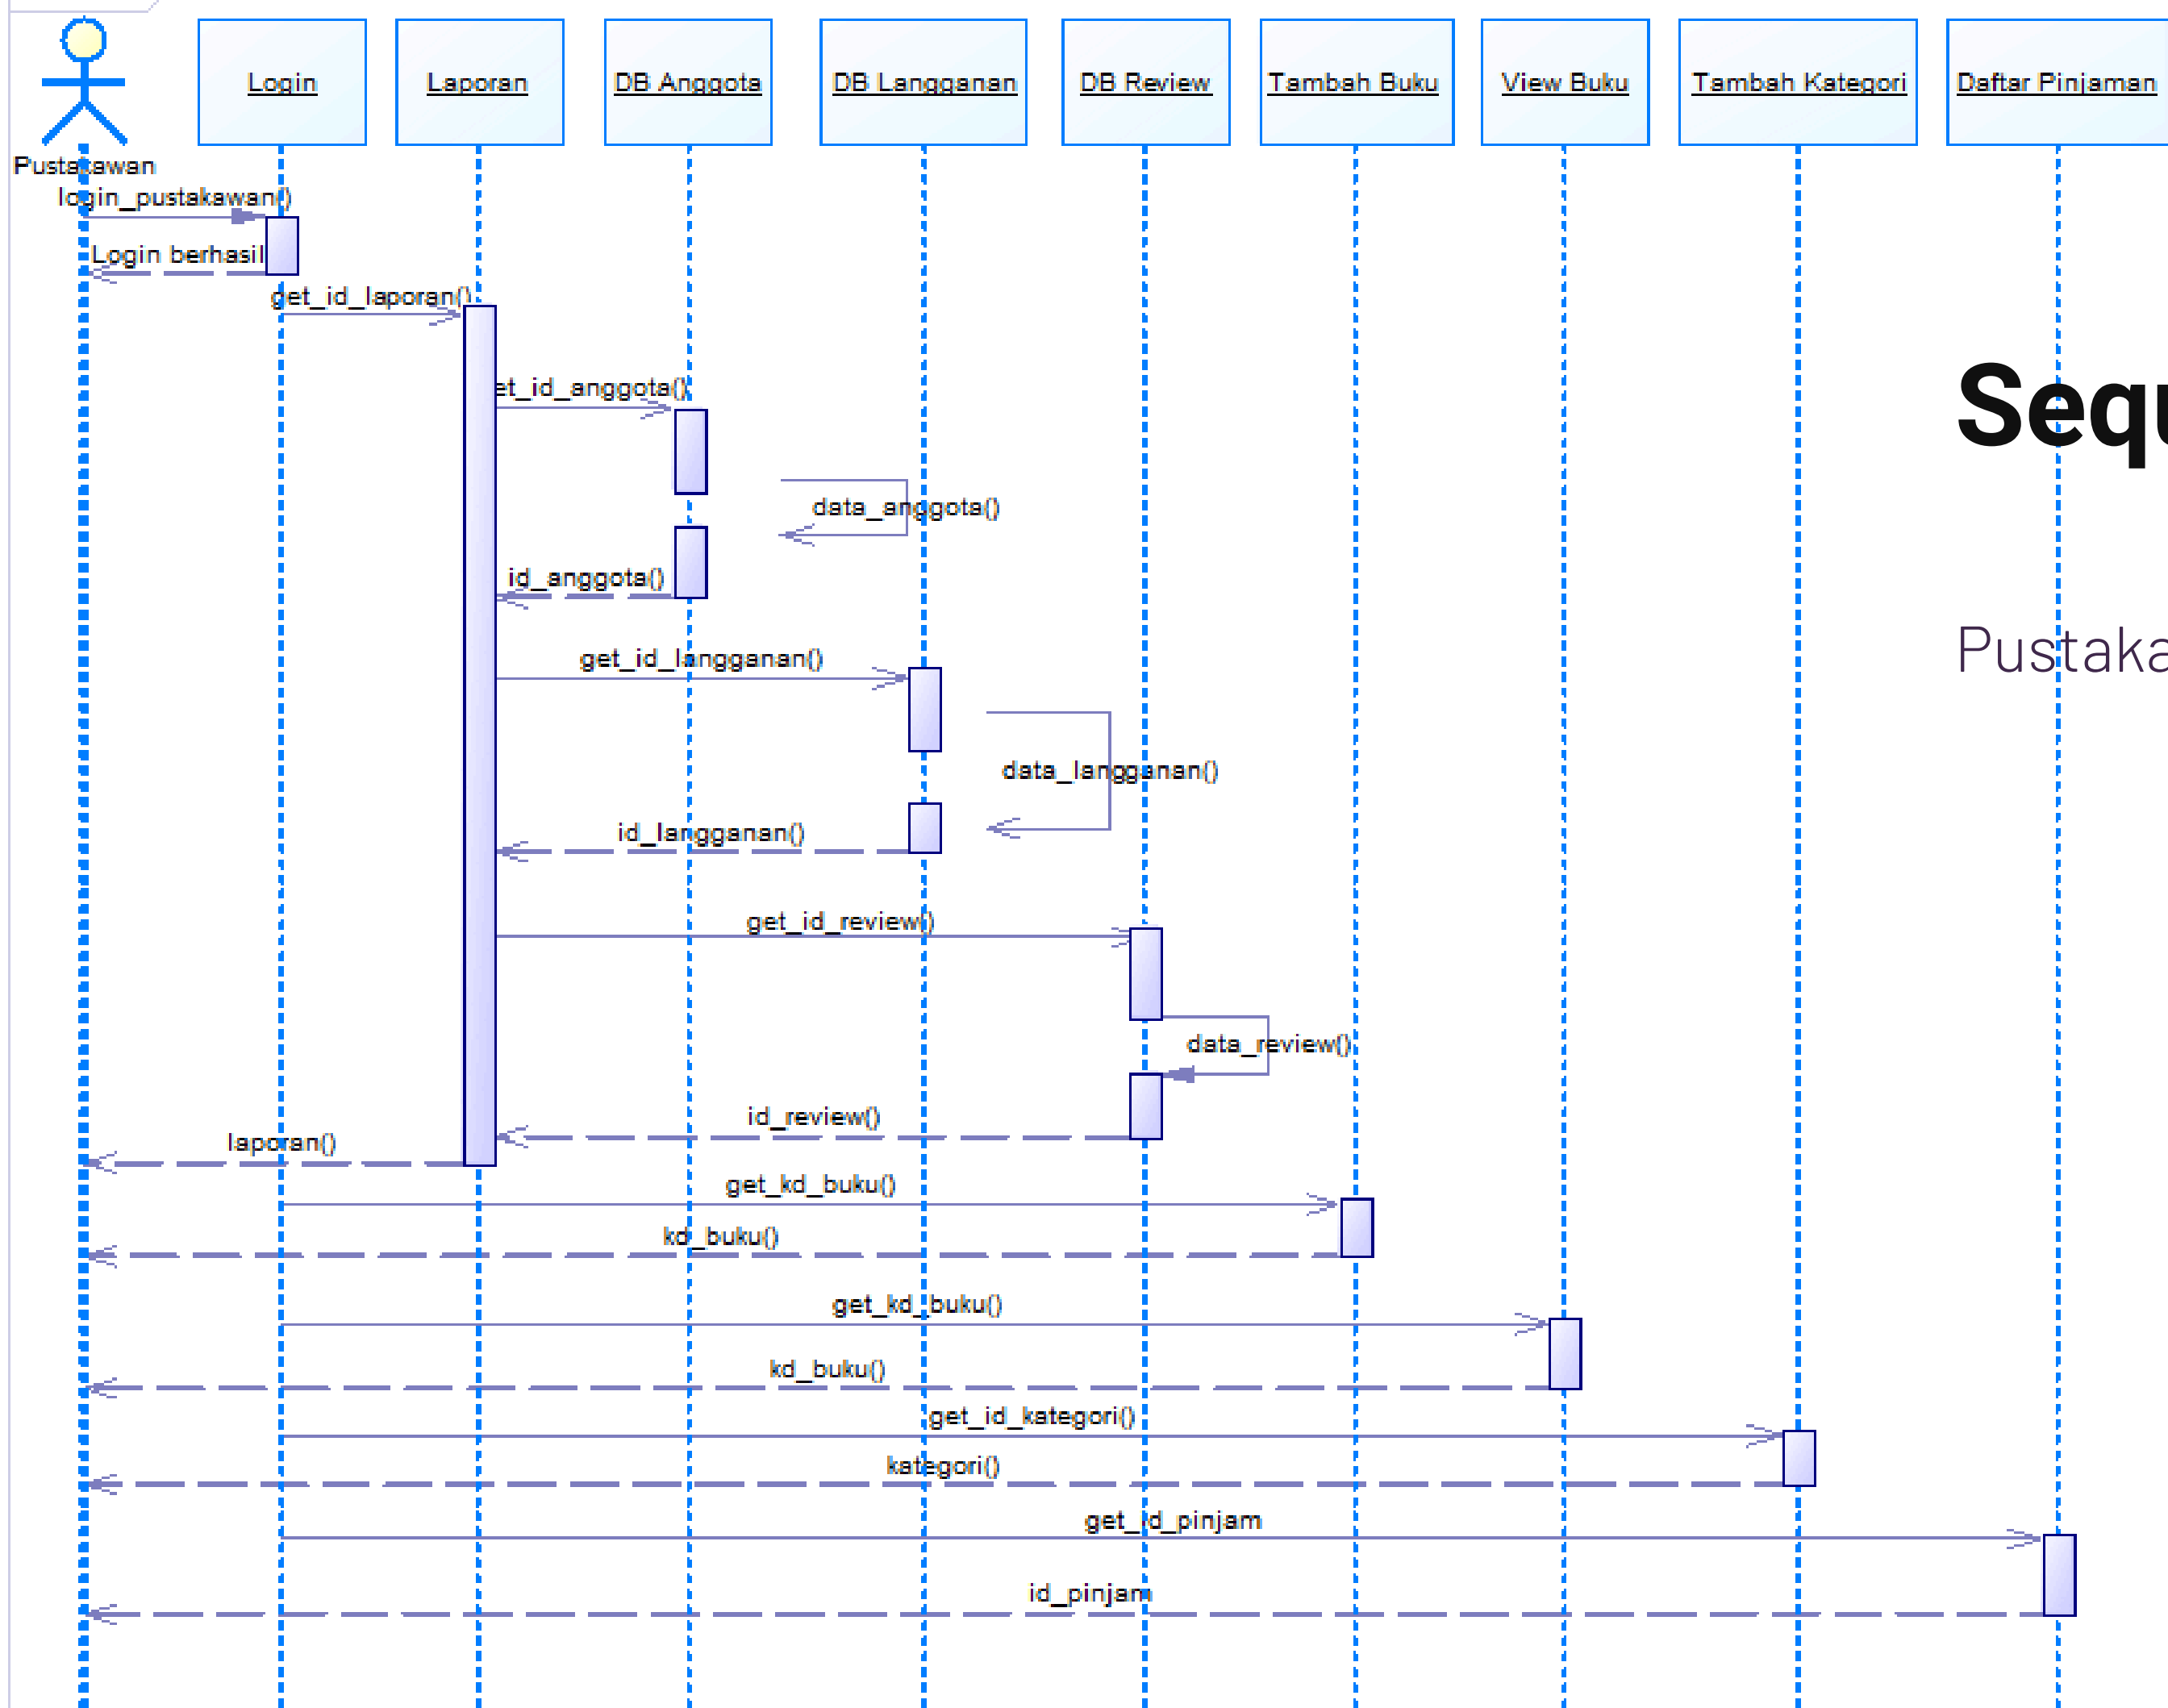 Login
Laporan
DB Anggota
DB Langganan
DB Review
Tambah Buku
View Buku
Tambah Kategori
Daftar Pinjaman
Pustakawan
login_pustakawan()
Login berhasil
get_id_laporan()
et_id_anggota()
Sequ
data_anggota()
id_anggota()
Pustaka
get_id_langganan()
data_langganan()
id_langganan()
get_id_review()
data_review()
id_review()
laporan()
get_kd_buku()
kd_buku()
get_kd_buku()
kd_buku()
get_id_kategori()
kategori()
get_id_pinjam
id_pinjam